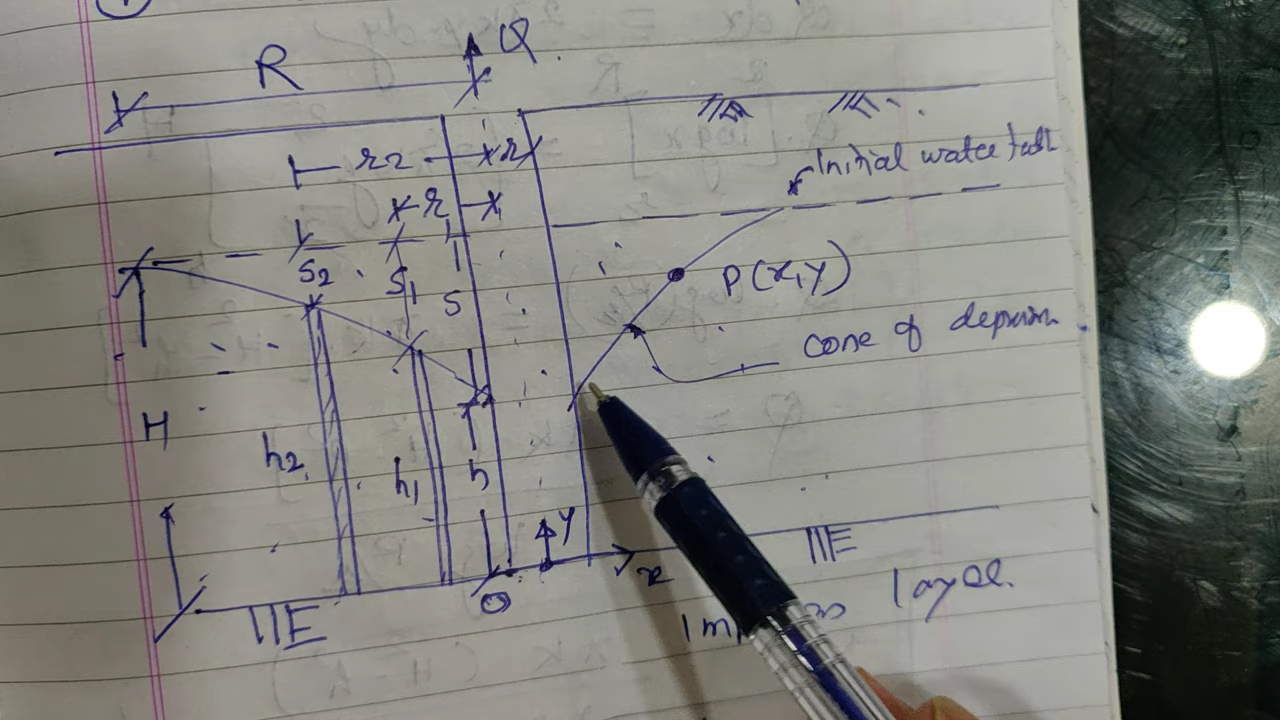 Q
R
r2
r
r
Initial water table
S2
S1
S
P(x,y)
cone of depression
H
h2
h1
h
y
x
O
layer